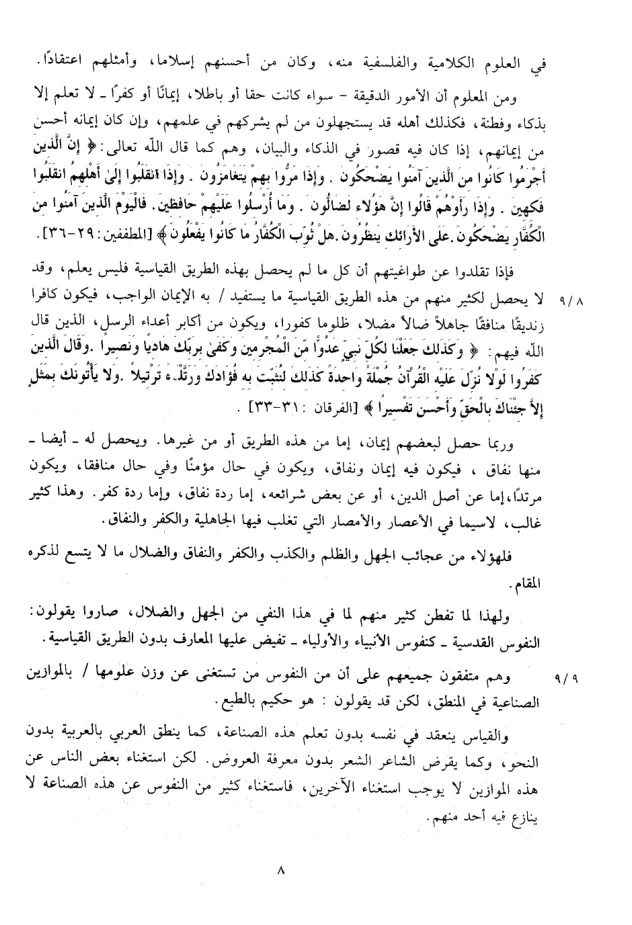 في العلوم الكلامية والفلسفية منه، وكان من أحسنهم إسلاما، وأمثلهم اعتقادًا.
ومن المعلوم أن الأمور الدقيقة – سواء كانت حقا أو باطلا، إيمانًا أو كفرًا ـ لا تعلم إلا
بذكاء وفطنة، فكذلك أهله قد يستجهلون من لم يشركهم في علمهم، وإن كان إيمانه أحسن
من إيمانهم، إذا كان فيه قصور في الذكاء والبيان، وهم كما قال الله تعالى: ﴿ إِنَّ الَّذِينَ
أَجْرَمُوا كَانُوا مِنَ الَّذِينَ آمَنُوا يَضْحَكُونَ . وَإِذَا مَرُّوا بِهِمْ يَتَغَامَزُونَ . وَإِذَا انقَلَبُوا إِلَىٰ أَهْلِهِمُ انقَلَبُوا
فَكِهِينَ . وَإِذَا رَأَوْهُمْ قَالُوا إِنَّ هَؤُلاءِ لَضَالُّونَ . وَمَا أُرْسِلُوا عَلَيْهِمْ حَافِظِينَ. فَالْيَوْمَ الَّذِينَ آمَنُوا مِنَ
الْكُفَّارِ يَضْحَكُونَ .عَلَى الأَرَائِكِ يَنظُرُونَ .هَلْ ثُوِّبَ الْكُفَّارُ مَا كَانُوا يَفْعَلُونَ ﴾ [المطففين: ٢٩-٣٦].
فإذا تقلدوا عن طواغيتهم أن كل ما لم يحصل بهذه الطريق القياسية فليس يعلم، وقد
٩/٨ لا يحصل لكثير منهم من هذه الطريق القياسية ما يستفيد / به الإيمان الواجب، فيكون كافرا
زنديقًا منافقًا جاهلاً ضالاً مضلا، ظلوما كفورا، ويكون من أكابر أعداء الرسل، الذين قال
الله فيهم: ﴿ وَكَذَلِكَ جَعَلْنَا لِكُلِّ نَبِيٍّ عَدُوًّا مِّنَ الْمُجْرِمِينَ وَكَفَىٰ بِرَبِّكَ هَادِيًا وَنَصِيرًا .وَقَالَ الَّذِينَ
كَفَرُوا لَوْلا نُزِّلَ عَلَيْهِ الْقُرْآنُ جُمْلَةً وَاحِدَةً كَذَلِكَ لِنُثَبِّتَ بِهِ فُؤَادَكَ وَرَتَّلْنَاهُ تَرْتِيلاً .وَلا يَأْتُونَكَ بِمَثَلٍ
إِلاَّ جِئْنَاكَ بِالْحَقِّ وَأَحْسَنَ تَفْسِيرًا ﴾ [الفرقان :٣١-٣٣] .
وربما حصل لبعضهم إيمان، إما من هذه الطريق أو من غيرها. ويحصل له ـ أيضا ـ
منها نفاق ، فيكون فيه إيمان ونفاق، ويكون في حال مؤمنًا وفي حال منافقا، ويكون
مرتدا،إما عن أصل الدين، أو عن بعض شرائعه، إما ردة نفاق، وإما ردة كفر. وهذا كثير
غالب، لاسيما في الأعصار والأمصار التي تغلب فيها الجاهلية والكفر والنفاق.
فلهؤلاء من عجائب الجهل والظلم والكذب والكفر والنفاق والضلال ما لا يتسع لذكره
المقام.
ولهذا لما تفطن كثير منهم لما في هذا النفي من الجهل والضلال، صاروا يقولون:
النفوس القدسية ـ كنفوس الأنبياء والأولياء ـ تفيض عليها المعارف بدون الطريق القياسية.
٩/٩ وهم متفقون جميعهم على أن من النفوس من تستغنى عن وزن علومها / بالموازين
الصناعية في المنطق، لكن قد يقولون : هو حكيم بالطبع.
والقياس ينعقد في نفسه بدون تعلم هذه الصناعة، كما ينطق العربي بالعربية بدون
النحو، وكما يقرض الشاعر الشعر بدون معرفة العروض. لكن استغناء بعض الناس عن
هذه الموازين لا يوجب استغناء الآخرين، فاستغناء كثير من النفوس عن هذه الصناعة لا
ينازع فيه أحد منهم.
٨